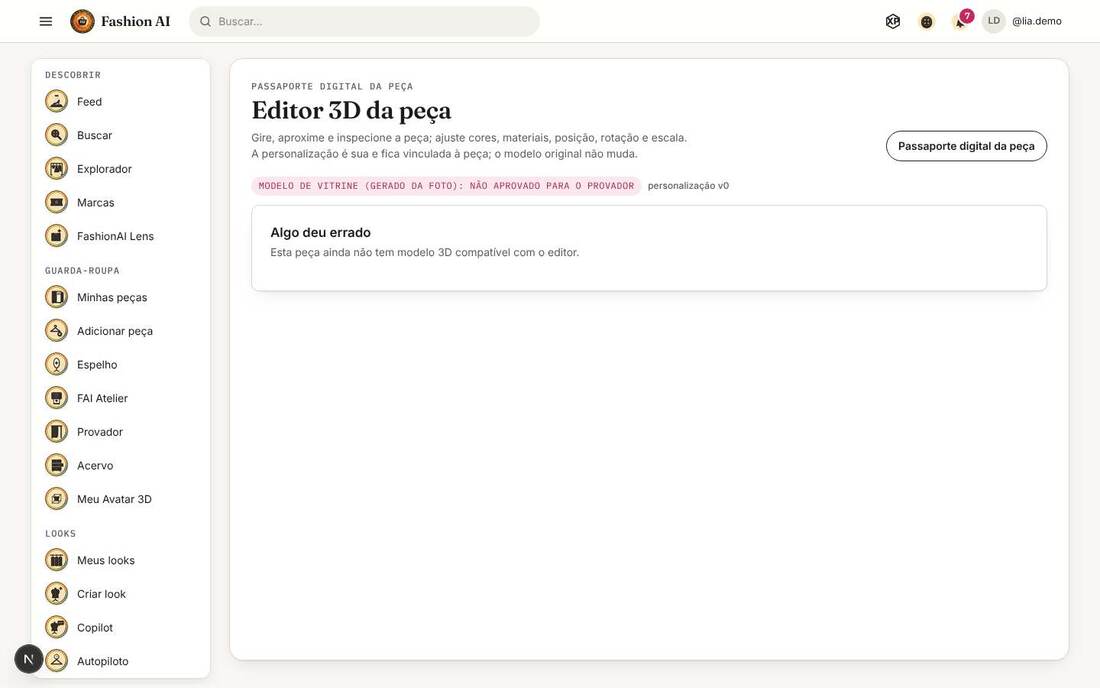 Fashion AI
Buscar...
XP
7
LD
@lia.demo
DESCOBRIR
Feed
Buscar
Explorador
Marcas
FashionAI Lens
GUARDA-ROUPA
Minhas peças
Adicionar peça
Espelho
FAI Atelier
Provador
Acervo
Meu Avatar 3D
LOOKS
Meus looks
Criar look
Copilot
Autopiloto
N
PASSAPORTE DIGITAL DA PEÇA
Editor 3D da peça
Gire, aproxime e inspecione a peça; ajuste cores, materiais, posição, rotação e escala.
A personalização é sua e fica vinculada à peça; o modelo original não muda.
Passaporte digital da peça
MODELO DE VITRINE (GERADO DA FOTO): NÃO APROVADO PARA O PROVADOR personalização v0
Algo deu errado
Esta peça ainda não tem modelo 3D compatível com o editor.